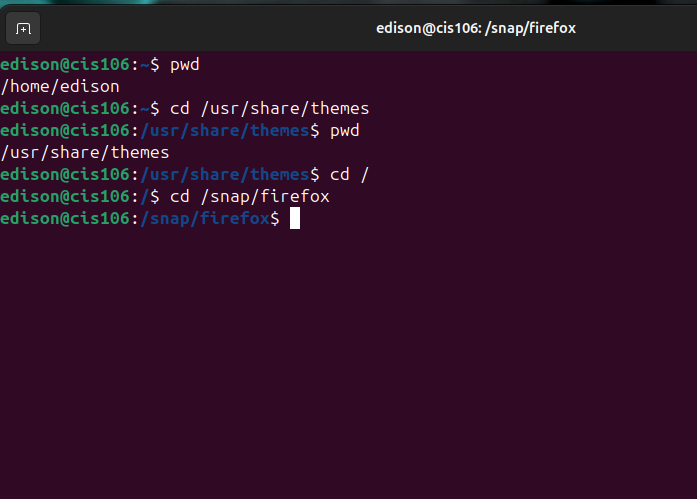 edison@cis106: /snap/firefox
edison@cis106:~$ pwd
/home/edison
edison@cis106:~$ cd /usr/share/themes
edison@cis106:/usr/share/themes$ pwd
/usr/share/themes
edison@cis106:/usr/share/themes$ cd /
edison@cis106:/$ cd /snap/firefox
edison@cis106:/snap/firefox$